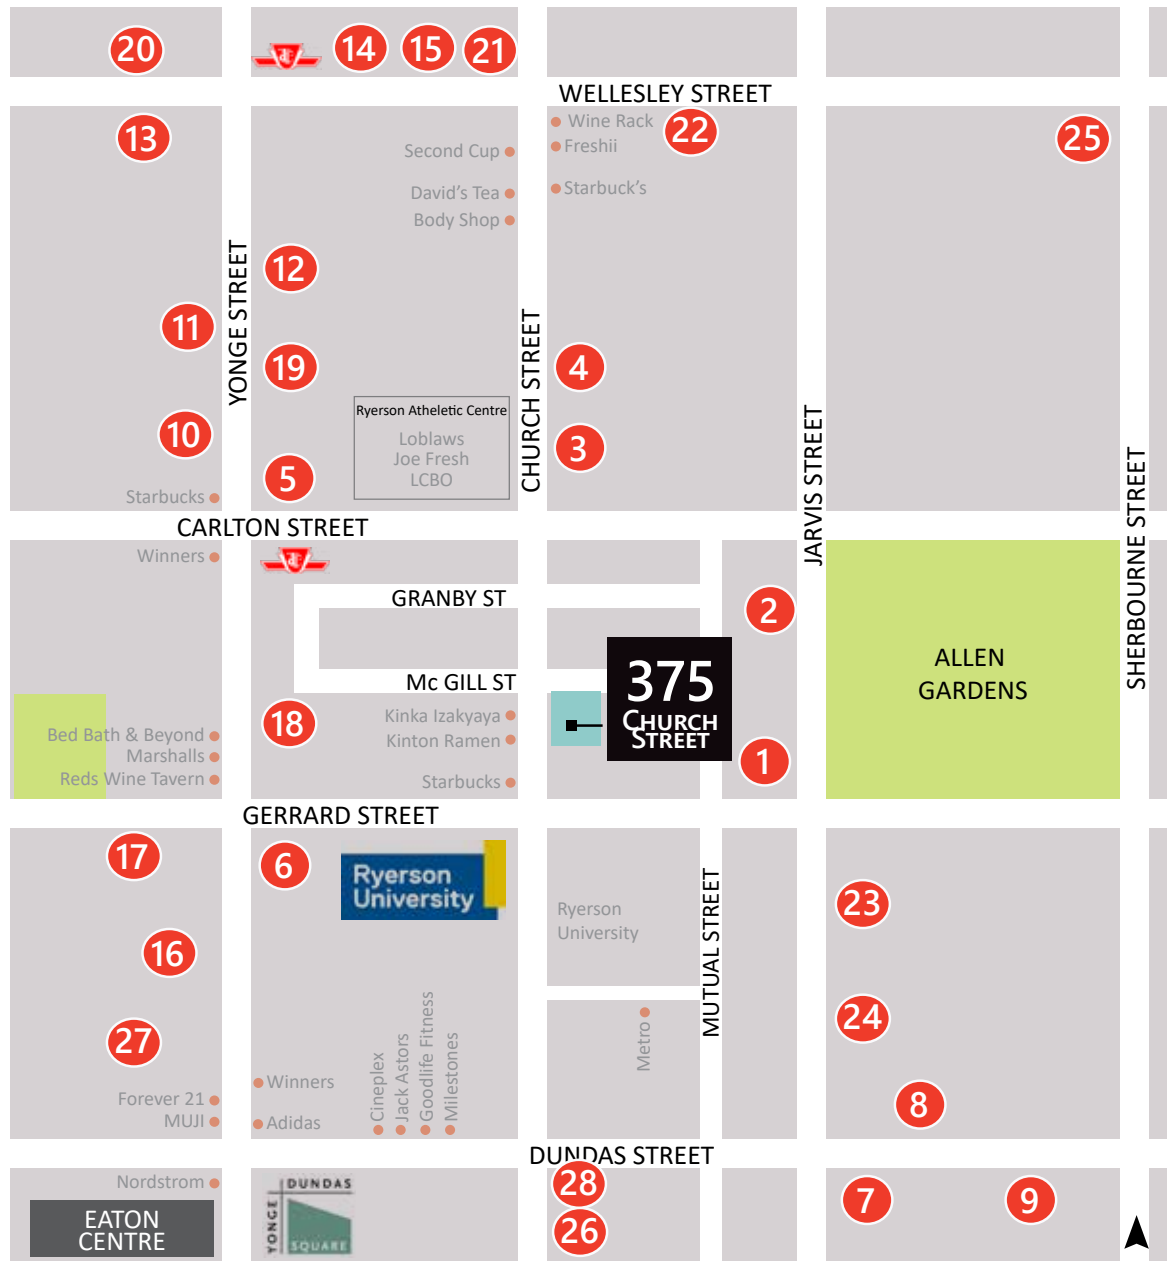 20
14
15
21
WELLESLEY STREET
13
Second Cup
David's Tea
Body Shop
Wine Rack
Freshii
Starbuck's
22
25
YONGE STREET
12
11
19
10
5
Starbucks
Ryerson Atheletic Centre
Loblaws
Joe Fresh
LCBO
CHURCH STREET
4
3
JARVIS STREET
SHERBOURNE STREET
CARLTON STREET
Winners
GRANBY ST
2
375
CHURCH
STREET
ALLEN
GARDENS
Mc GILL ST
18
Kinka Izakyaya
Kinton Ramen
Starbucks
Bed Bath & Beyond
Marshalls
Reds Wine Tavern
1
GERRARD STREET
17
6
Ryerson
University
Ryerson
University
MUTUAL STREET
23
16
27
24
8
Metro
Cineplex
Jack Astors
Goodlife Fitness
Milestones
Winners
Adidas
Forever 21
MUJI
DUNDAS STREET
Nordstrom
EATON
CENTRE
YONGE
DUNDAS
SQUARE
28
26
7
9